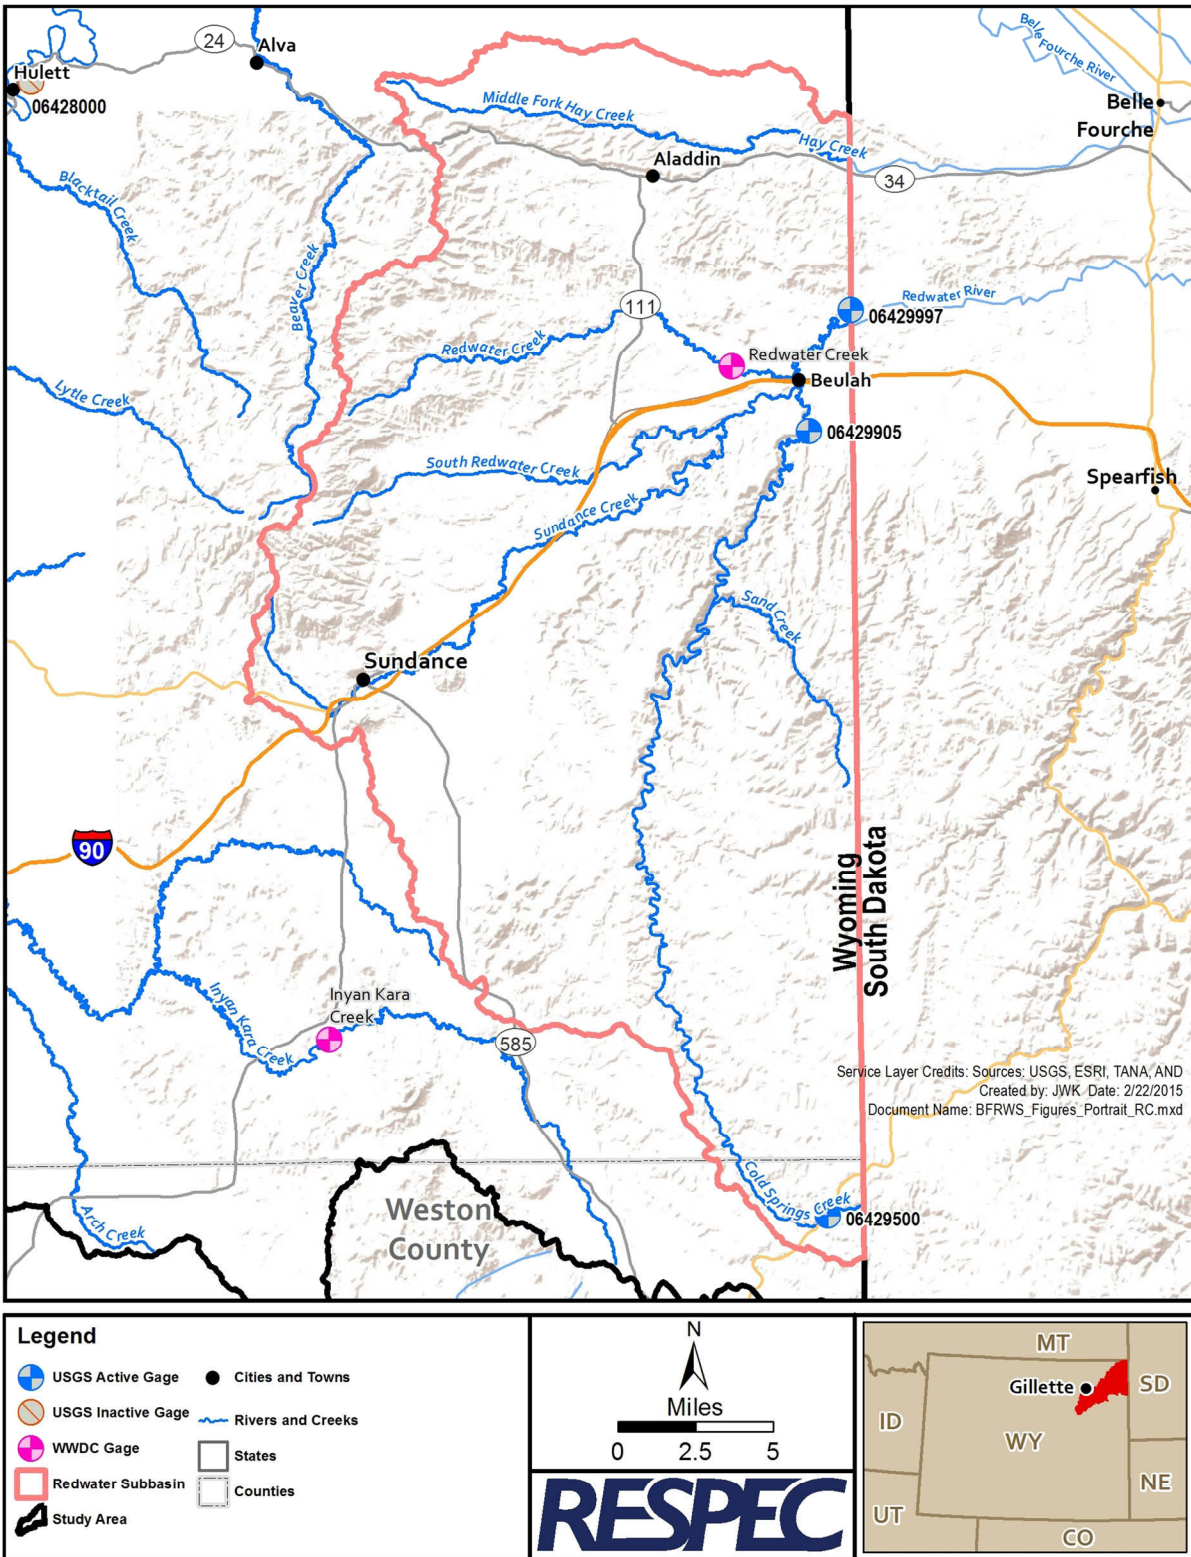 24
Alva
Hulett
06428000
Belle
Fourche River
Belle
Fourche
Middle Fork Hay Creek
Hay Creek
Aladdin
34
Blacktail Creek
Beaver Creek
Redwater River
111
06429997
Redwater Creek
Redwater Creek
Beulah
Lytle Creek
06429905
South Redwater Creek
Spearfish
Sundance Creek
Sand Creek
Sundance
90
Wyoming
South Dakota
Inyan Kara
Creek
Inyan Kara Creek
585
Service Layer Credits: Sources: USGS, ESRI, TANA, AND
Created by: JWK Date: 2/22/2015
Document Name: BFRWS_Figures_Portrait_RC.mxd
Cold Springs Creek
Weston
County
Arch Creek
06429500
Legend
USGS Active Gage
Cities and Towns
USGS Inactive Gage
Rivers and Creeks
WWDC Gage
States
Redwater Subbasin
Counties
Study Area
N
Miles
0 2.5 5
RESPEC
MT
Gillette
SD
ID
WY
NE
UT
CO